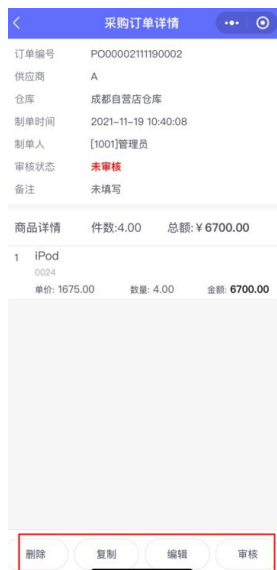 采购订单详情
订单编号 PO00002111190002
供应商 A
仓库 成都自营店仓库
制单时间 2021-11-19 10:40:08
制单人 [1001]管理员
审核状态 未审核
备注 未填写
商品详情 件数:4.00 总额:¥6700.00
1 iPod
0024
单价: 1675.00 数量: 4.00 金额: 6700.00
删除 复制 编辑 审核